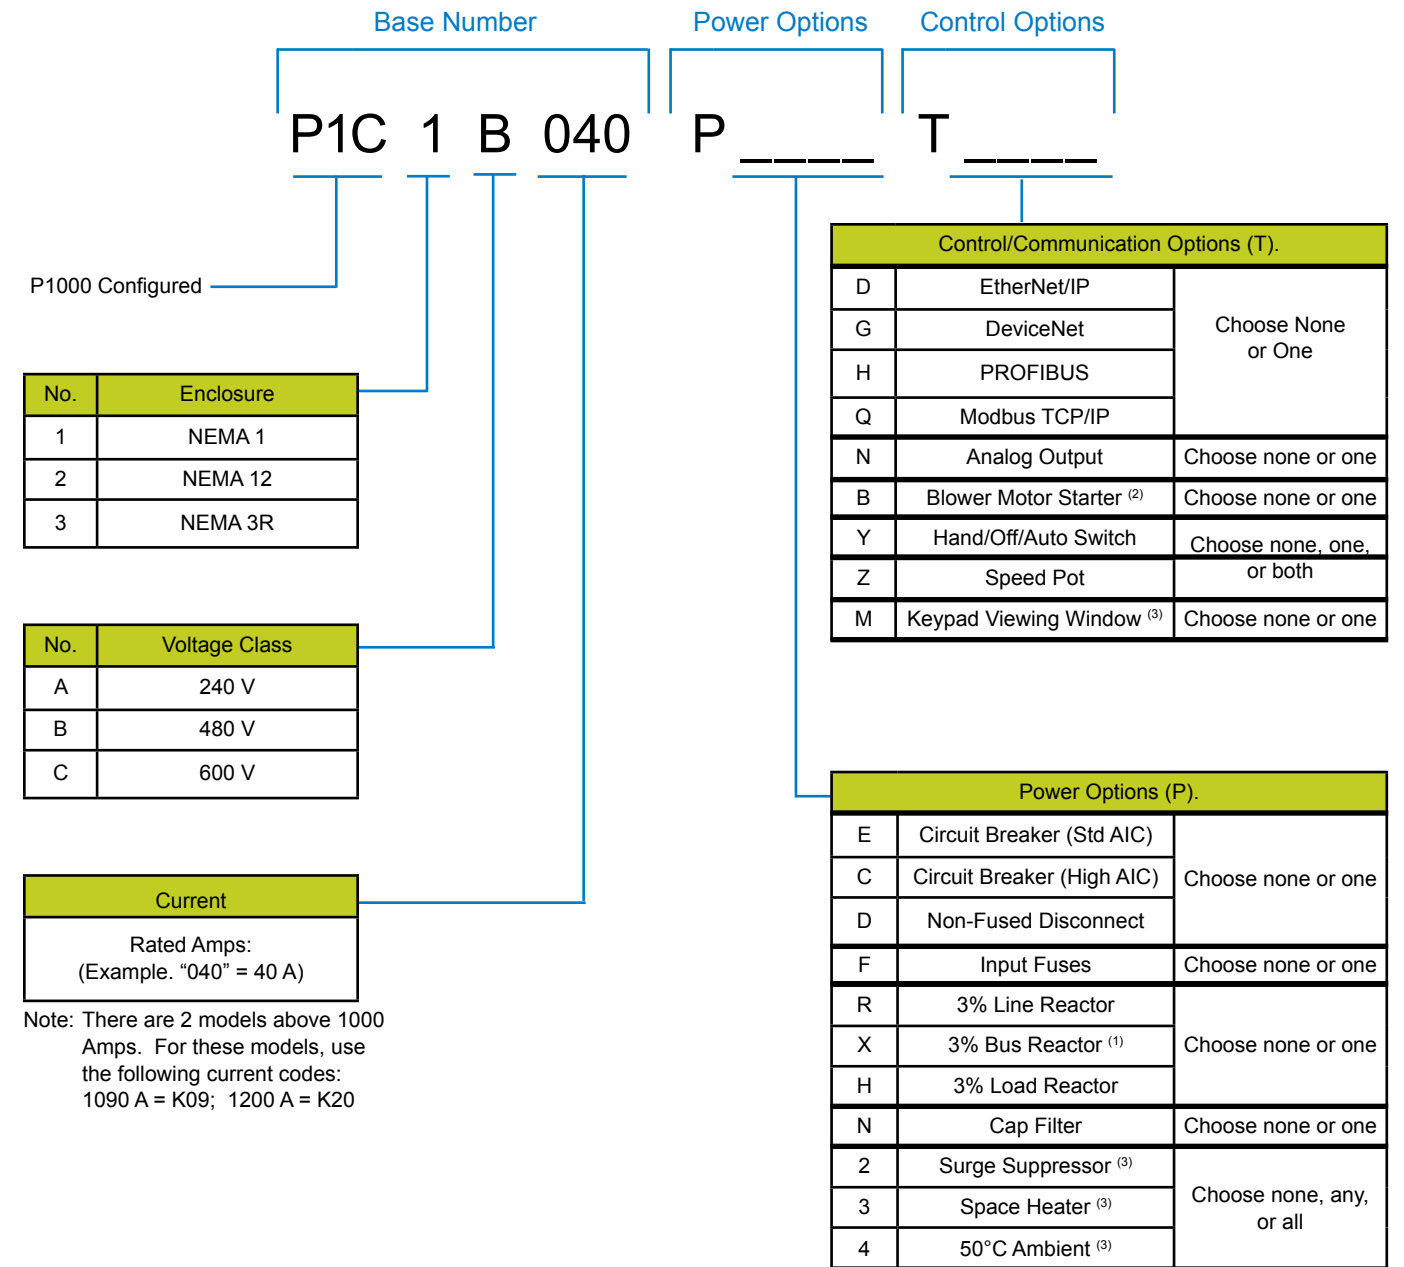 Base Number Power Options Control Options
P1C 1 B 040 P _ _ _ _ T _ _ _ _
P1000 Configured
No. Enclosure
1 NEMA 1
2 NEMA 12
3 NEMA 3R
No. Voltage Class
A 240 V
B 480 V
C 600 V
Current
Rated Amps:
(Example. “040” = 40 A)
Note: There are 2 models above 1000
Amps. For these models, use
the following current codes:
1090 A = K09; 1200 A = K20
Control/Communication Options (T).
D EtherNet/IP
G DeviceNet
H PROFIBUS
Q Modbus TCP/IP
Choose None
or One
N Analog Output Choose none or one
B Blower Motor Starter (2) Choose none or one
Y Hand/Off/Auto Switch
Z Speed Pot
Choose none, one,
or both
M Keypad Viewing Window (3) Choose none or one
Power Options (P).
E Circuit Breaker (Std AIC)
C Circuit Breaker (High AIC)
D Non-Fused Disconnect
Choose none or one
F Input Fuses Choose none or one
R 3% Line Reactor
X 3% Bus Reactor (1)
H 3% Load Reactor
Choose none or one
N Cap Filter Choose none or one
2 Surge Suppressor (3)
3 Space Heater (3)
4 50°C Ambient (3)
Choose none, any,
or all